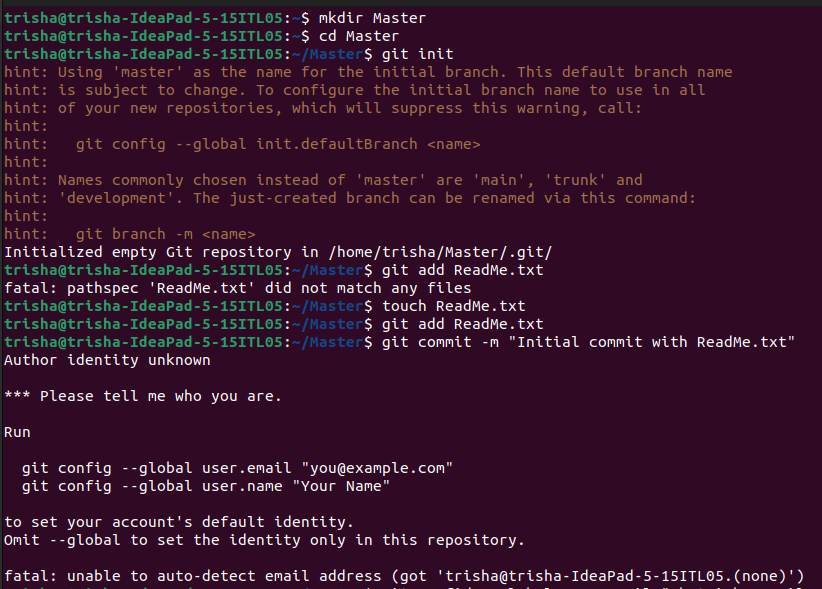 trisha@trisha-IdeaPad-5-15ITL05:~$ mkdir Master
trisha@trisha-IdeaPad-5-15ITL05:~$ cd Master
trisha@trisha-IdeaPad-5-15ITL05:~/Master$ git init
hint: Using 'master' as the name for the initial branch. This default branch name
hint: is subject to change. To configure the initial branch name to use in all
hint: of your new repositories, which will suppress this warning, call:
hint:
hint:   git config --global init.defaultBranch <name>
hint:
hint: Names commonly chosen instead of 'master' are 'main', 'trunk' and
hint: 'development'. The just-created branch can be renamed via this command:
hint:
hint:   git branch -m <name>
Initialized empty Git repository in /home/trisha/Master/.git/
trisha@trisha-IdeaPad-5-15ITL05:~/Master$ git add ReadMe.txt
fatal: pathspec 'ReadMe.txt' did not match any files
trisha@trisha-IdeaPad-5-15ITL05:~/Master$ touch ReadMe.txt
trisha@trisha-IdeaPad-5-15ITL05:~/Master$ git add ReadMe.txt
trisha@trisha-IdeaPad-5-15ITL05:~/Master$ git commit -m "Initial commit with ReadMe.txt"
Author identity unknown
*** Please tell me who you are.
Run
  git config --global user.email "you@example.com"
  git config --global user.name "Your Name"
to set your account's default identity.
Omit --global to set the identity only in this repository.
fatal: unable to auto-detect email address (got 'trisha@trisha-IdeaPad-5-15ITL05.(none)')